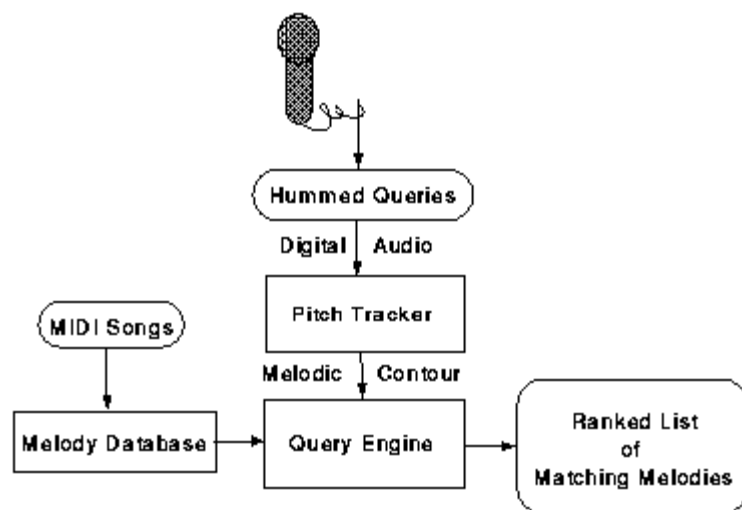 Hummed Queries
Digital Audio
Pitch Tracker
MIDI Songs
Melodic Contour
Melody Database
Query Engine
Ranked List
of
Matching Melodies